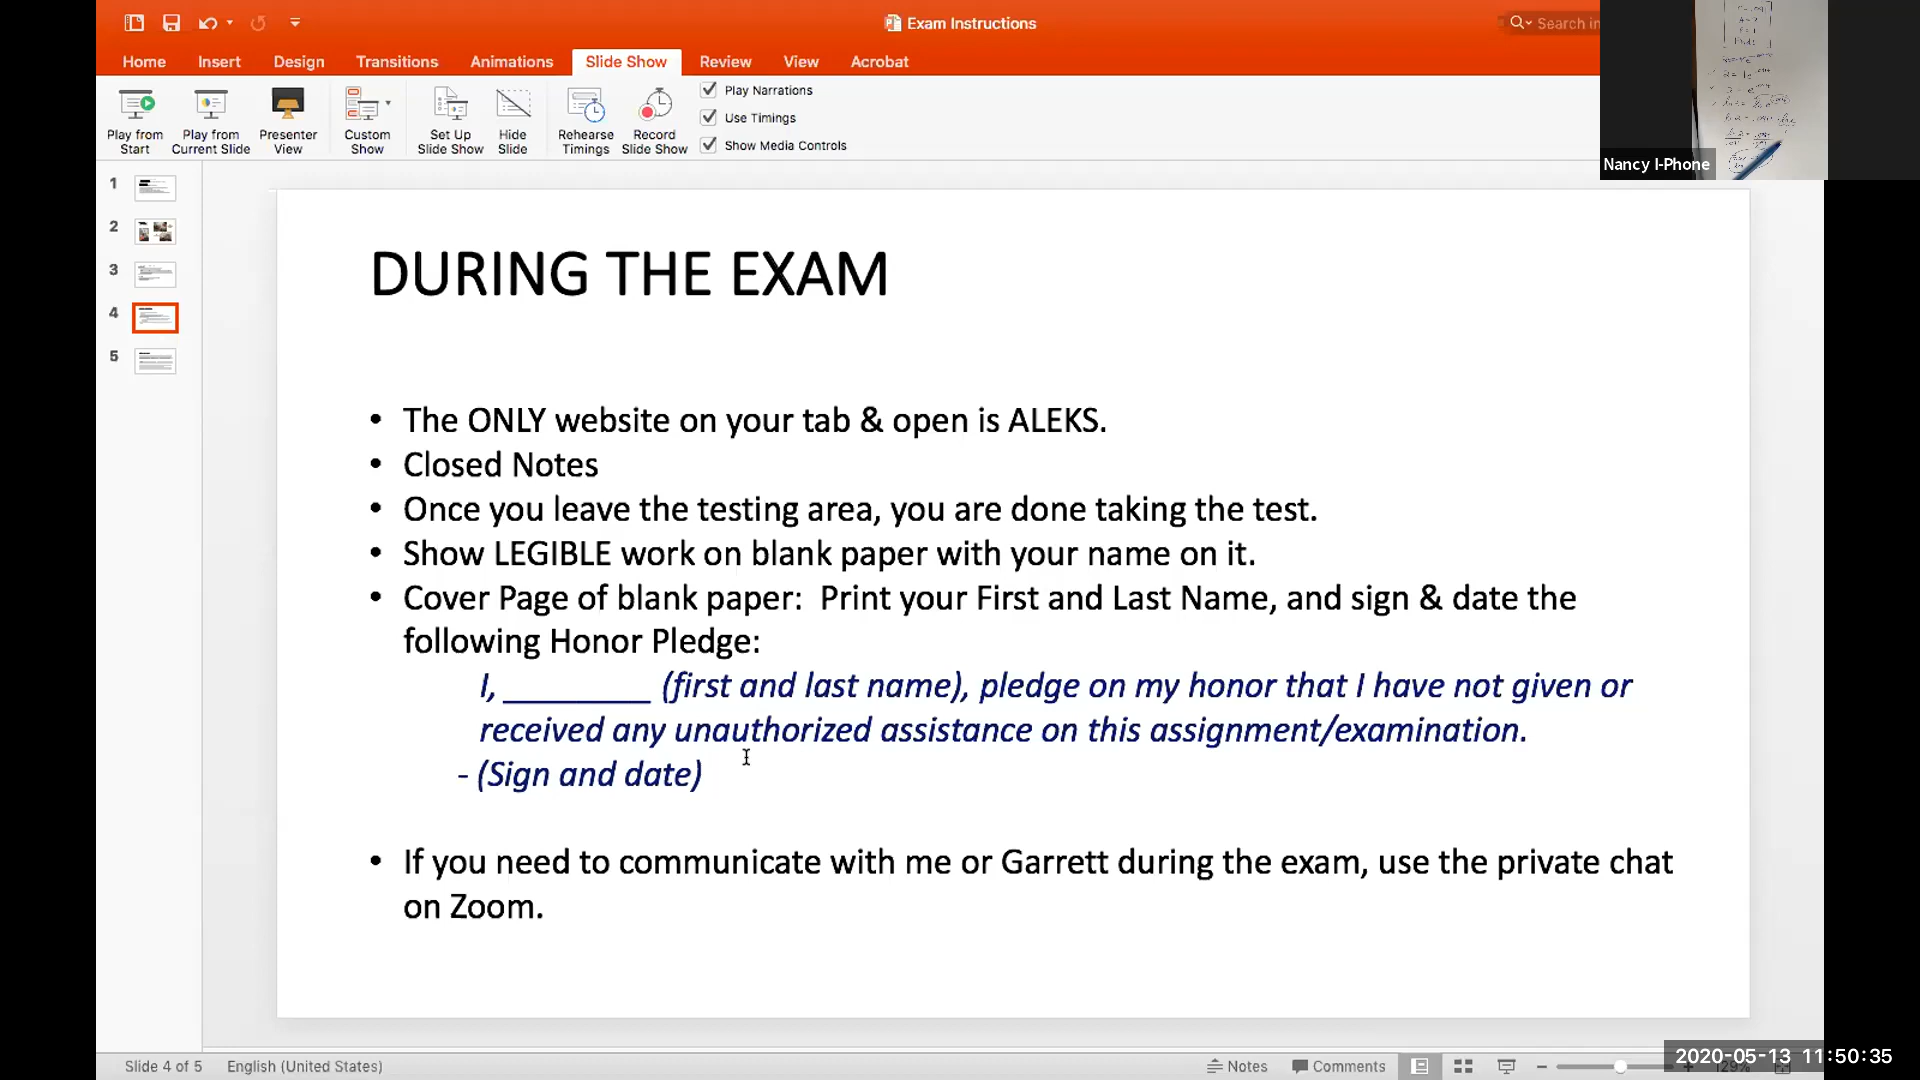 Exam Instructions
Search in
Home Insert Design Transitions Animations Slide Show Review View Acrobat
Play from Start
Play from Current Slide
Presenter View
Custom Show
Set Up Slide Show
Hide Slide
Rehearse Timings
Record Slide Show
Play Narrations
Use Timings
Show Media Controls
Nancy I-Phone
1
2
3
4
5
DURING THE EXAM
• The ONLY website on your tab & open is ALEKS.
• Closed Notes
• Once you leave the testing area, you are done taking the test.
• Show LEGIBLE work on blank paper with your name on it.
• Cover Page of blank paper: Print your First and Last Name, and sign & date the
following Honor Pledge:
I, ________ (first and last name), pledge on my honor that I have not given or
received any unauthorized assistance on this assignment/examination.
- (Sign and date)
• If you need to communicate with me or Garrett during the exam, use the private chat
on Zoom.
Slide 4 of 5 English (United States) Notes Comments 129%
2020-05-13 11:50:35